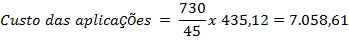 Custo das aplicaÇÕes = 730/45 x 435,12 = 7.058,61